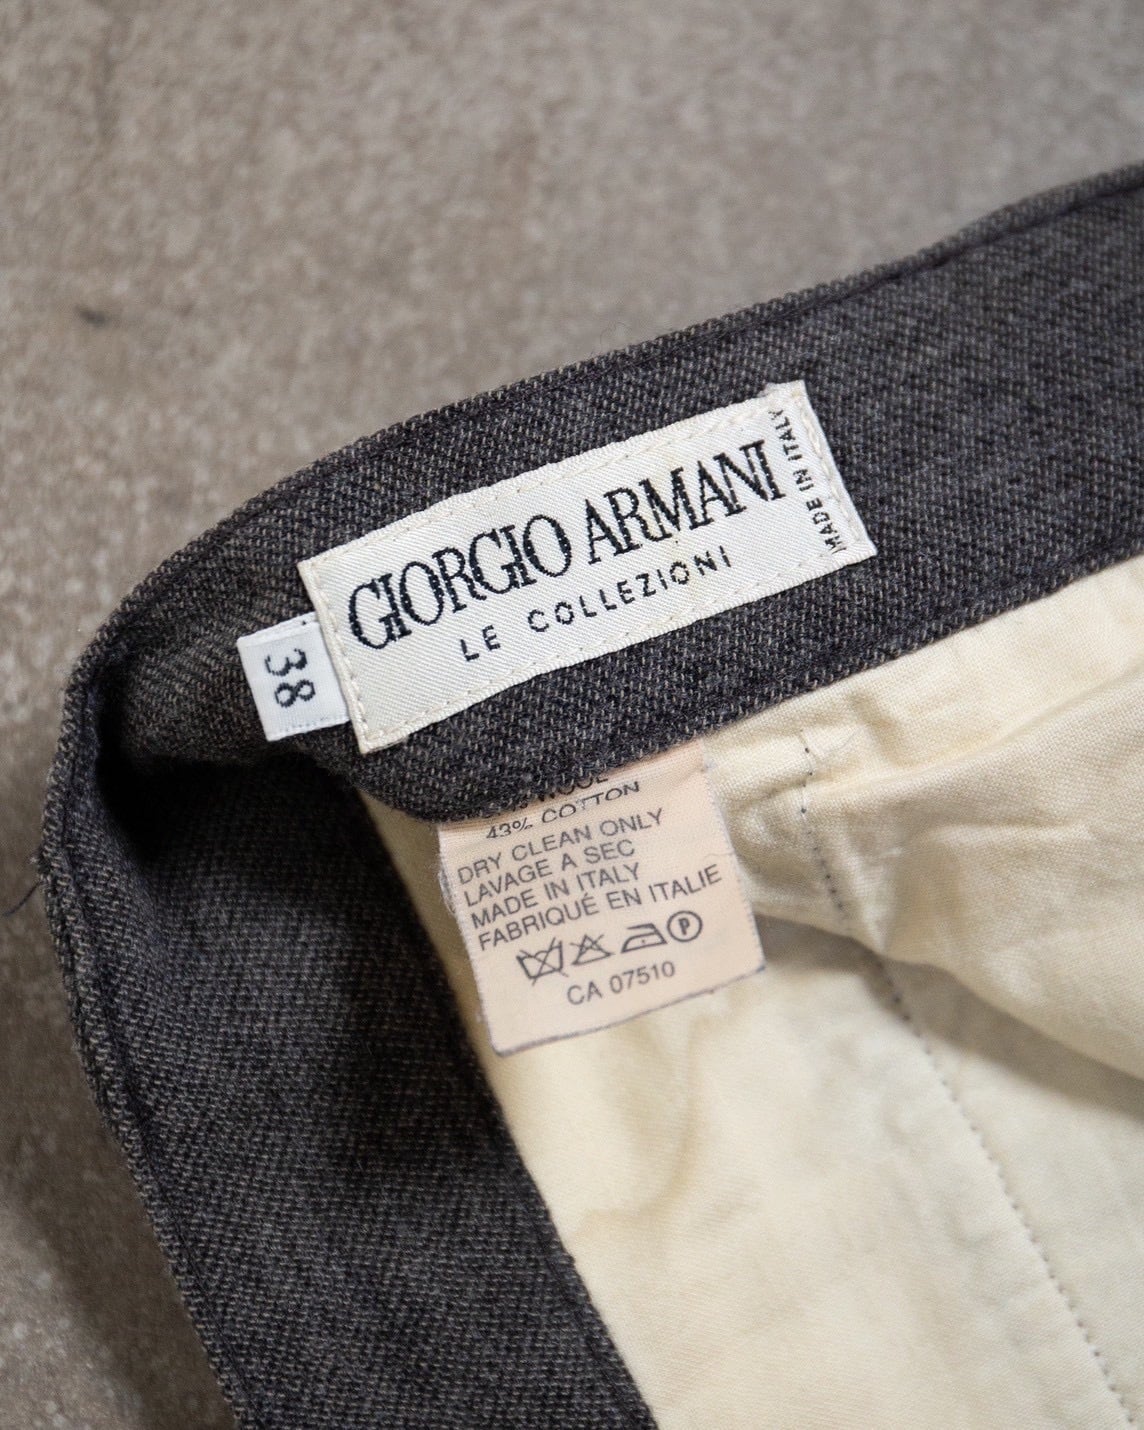 GIORGIO ARMANI
LE COLLEZIONI
MADE IN ITALY
38
WOOL
43% COTTON
DRY CLEAN ONLY
LAVAGE A SEC
MADE IN ITALY
FABRIQUÉ EN ITALIE
P
CA 07510